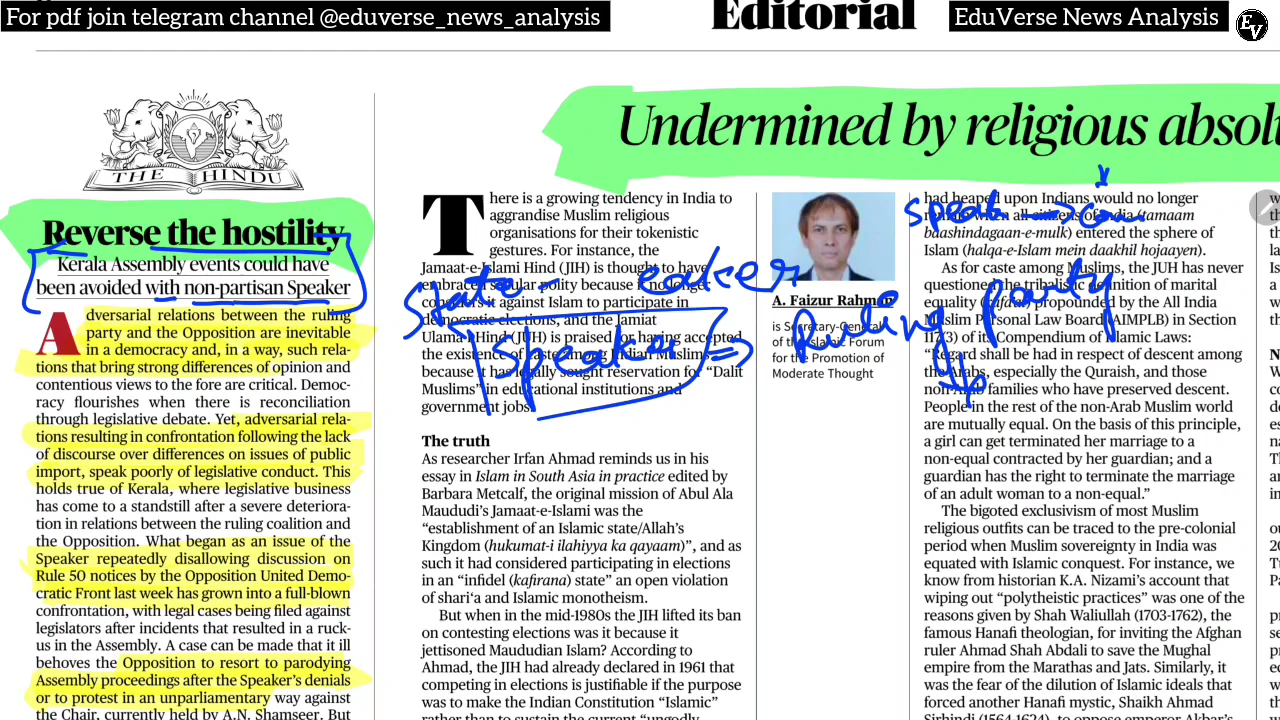 For pdf join telegram channel @eduverse_news_analysis
Editorial
EduVerse News Analysis
EV
THE HINDU
Reverse the hostility
Kerala Assembly events could have
been avoided with non-partisan Speaker
Adversarial relations between the ruling
party and the Opposition are inevitable
in a democracy and, in a way, such rela-
tions that bring strong differences of opinion and
contentious views to the fore are critical. Democ-
racy flourishes when there is reconciliation
through legislative debate. Yet, adversarial rela-
tions resulting in confrontation following the lack
of discourse over differences on issues of public
import, speak poorly of legislative conduct. This
holds true of Kerala, where legislative business
has come to a standstill after a severe deteriora-
tion in relations between the ruling coalition and
the Opposition. What began as an issue of the
Speaker repeatedly disallowing discussion on
Rule 50 notices by the Opposition United Demo-
cratic Front last week has grown into a full-blown
confrontation, with legal cases being filed against
legislators after incidents that resulted in a ruck-
us in the Assembly. A case can be made that it ill
behoves the Opposition to resort to parodying
Assembly proceedings after the Speaker's denials
or to protest in an unparliamentary way against
the Chair, currently held by A.N. Shamseer. But
Undermined by religious absol
There is a growing tendency in India to
aggrandise Muslim religious
organisations for their tokenistic
gestures. For instance, the
Jamaat-e-Islami Hind (JIH) is thought to have
embraced secular polity because it no longer
considers it against Islam to participate in
democratic elections, and the Jamiat
Ulama-i-Hind (JUH) is praised for having accepted
the existence of caste among Indian Muslims
because it has legally sought reservation for “Dalit
Muslims” in educational institutions and
government jobs.
The truth
As researcher Irfan Ahmad reminds us in his
essay in Islam in South Asia in practice edited by
Barbara Metcalf, the original mission of Abul Ala
Maududi's Jamaat-e-Islami was the
“establishment of an Islamic state/Allah's
Kingdom (hukumat-i ilahiyya ka qayaam)”, and as
such it had considered participating in elections
in an “infidel (kafirana) state” an open violation
of shari‘a and Islamic monotheism.
But when in the mid-1980s the JIH lifted its ban
on contesting elections was it because it
jettisoned Maududian Islam? According to
Ahmad, the JIH had already declared in 1961 that
competing in elections is justifiable if the purpose
was to make the Indian Constitution “Islamic”
rather than to sustain the current “ungodly
A. Faizur Rahman
is Secretary-General
of the Islamic Forum
for the Promotion of
Moderate Thought
had heaped upon Indians would no longer
remain when all citizens of India (tamaam
baashindagaan-e-mulk) entered the sphere of
Islam (halqa-e-Islam mein daakhil hojaayen).
As for caste among Muslims, the JUH has never
questioned the tribalistic definition of marital
equality (kafd) propounded by the All India
Muslim Personal Law Board (AIMPLB) in Section
117(3) of its Compendium of Islamic Laws:
“Regard shall be had in respect of descent among
the Arabs, especially the Quraish, and those
non-Arab families who have preserved descent.
People in the rest of the non-Arab Muslim world
are mutually equal. On the basis of this principle,
a girl can get terminated her marriage to a
non-equal contracted by her guardian; and a
guardian has the right to terminate the marriage
of an adult woman to a non-equal.”
The bigoted exclusivism of most Muslim
religious outfits can be traced to the pre-colonial
period when Muslim sovereignty in India was
equated with Islamic conquest. For instance, we
know from historian K.A. Nizami's account that
wiping out “polytheistic practices” was one of the
reasons given by Shah Waliullah (1703-1762), the
famous Hanafi theologian, for inviting the Afghan
ruler Ahmad Shah Abdali to save the Mughal
empire from the Marathas and Jats. Similarly, it
was the fear of the dilution of Islamic ideals that
forced another Hanafi mystic, Shaikh Ahmad
Sirhindi (1564-1624), to oppose emperor Akbar's
State
Speaker
Ruling party